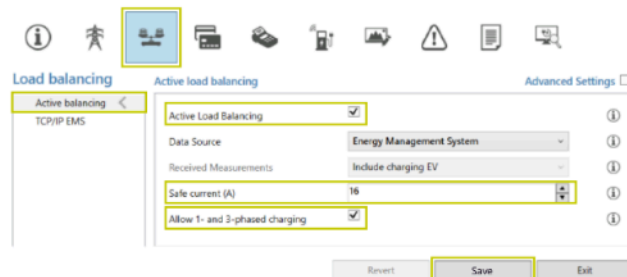 Load balancing
Active load balancing
Advanced Settings
Active balancing
TCP/IP EMS
Active Load Balancing
Data Source
Energy Management System
Received Measurements
Include charging EV
Safe current (A)
16
Allow 1- and 3-phased charging
Revert
Save
Exit